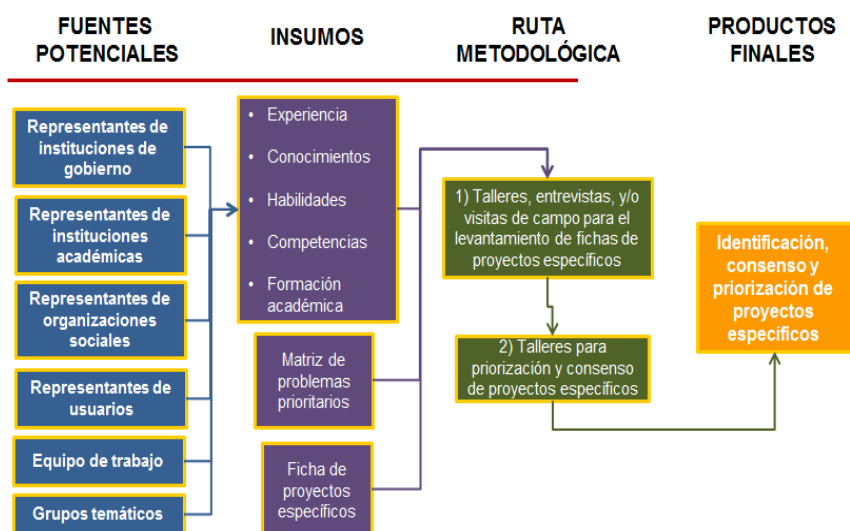 FUENTES
POTENCIALES
INSUMOS
RUTA
METODOLÓGICA
PRODUCTOS
FINALES
Representantes de
instituciones de
gobierno
Representantes de
instituciones
académicas
Representantes de
organizaciones
sociales
Representantes de
usuarios
Equipo de trabajo
Grupos temáticos
• Experiencia
• Conocimientos
• Habilidades
• Competencias
• Formación
académica
Matriz de
problemas
prioritarios
Ficha de
proyectos
específicos
1) Talleres, entrevistas, y/o
visitas de campo para el
levantamiento de fichas de
proyectos específicos
2) Talleres para
priorización y consenso
de proyectos específicos
Identificación,
consenso y
priorización de
proyectos
específicos